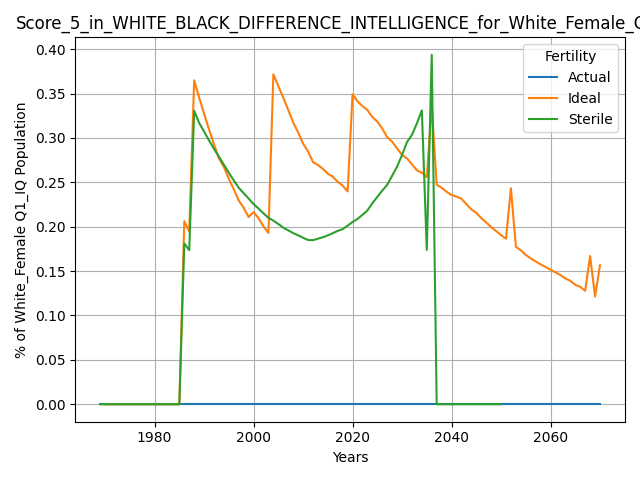 Score_5_in_WHITE_BLACK_DIFFERENCE_INTELLIGENCE_for_White_Female_
% of White_Female Q1_IQ Population
0.40
0.35
0.30
0.25
0.20
0.15
0.10
0.05
0.00
Fertility
Actual
Ideal
Sterile
1980
2000
2020
2040
2060
Years